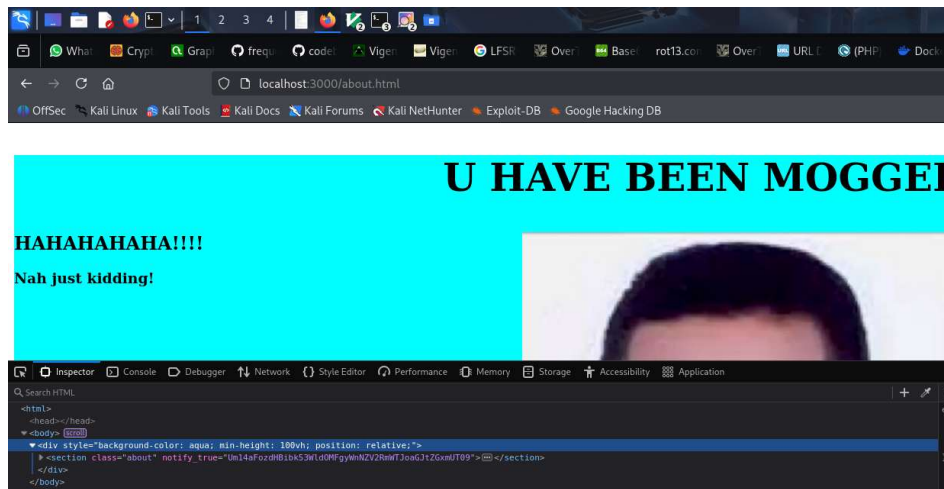 1 2 3 4
What Crypt Grap frequ code Vigen Vigen LFSR OverT Base rot13.con OverT URL D (PHP Dock
localhost:3000/about.html
OffSec Kali Linux Kali Tools Kali Docs Kali Forums Kali NetHunter Exploit-DB Google Hacking DB
U HAVE BEEN MOGGE
HAHAHAHAHA!!!!
Nah just kidding!
Inspector Console Debugger Network Style Editor Performance Memory Storage Accessibility Application
Search HTML
<html>
<head></head>
<body> scroll
<div style="background-color: aqua; min-height: 100vh; position: relative;">
<section class="about" notify_true="Um14aFozdHBibk53WldOMFgyWnNZV2RmWTJoaGJtZGxmUT09"></section>
</div>
</body>